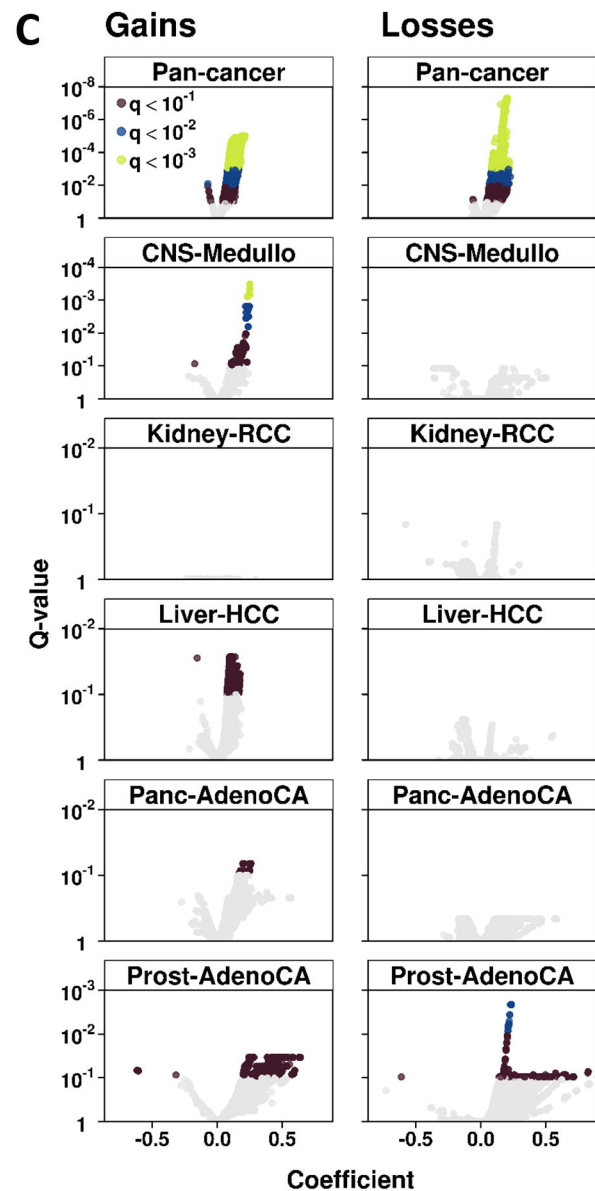 C Gains Losses
Pan-cancer Pan-cancer
10^-8
10^-6
10^-4
10^-2
1
q < 10^-1
q < 10^-2
q < 10^-3
CNS-Medullo CNS-Medullo
10^-4
10^-3
10^-2
10^-1
1
Kidney-RCC Kidney-RCC
10^-2
10^-1
1
Q-value
Liver-HCC Liver-HCC
10^-2
10^-1
1
Panc-AdenoCA Panc-AdenoCA
10^-2
10^-1
1
Prost-AdenoCA Prost-AdenoCA
10^-3
10^-2
10^-1
1
-0.5 0.0 0.5 -0.5 0.0 0.5
Coefficient